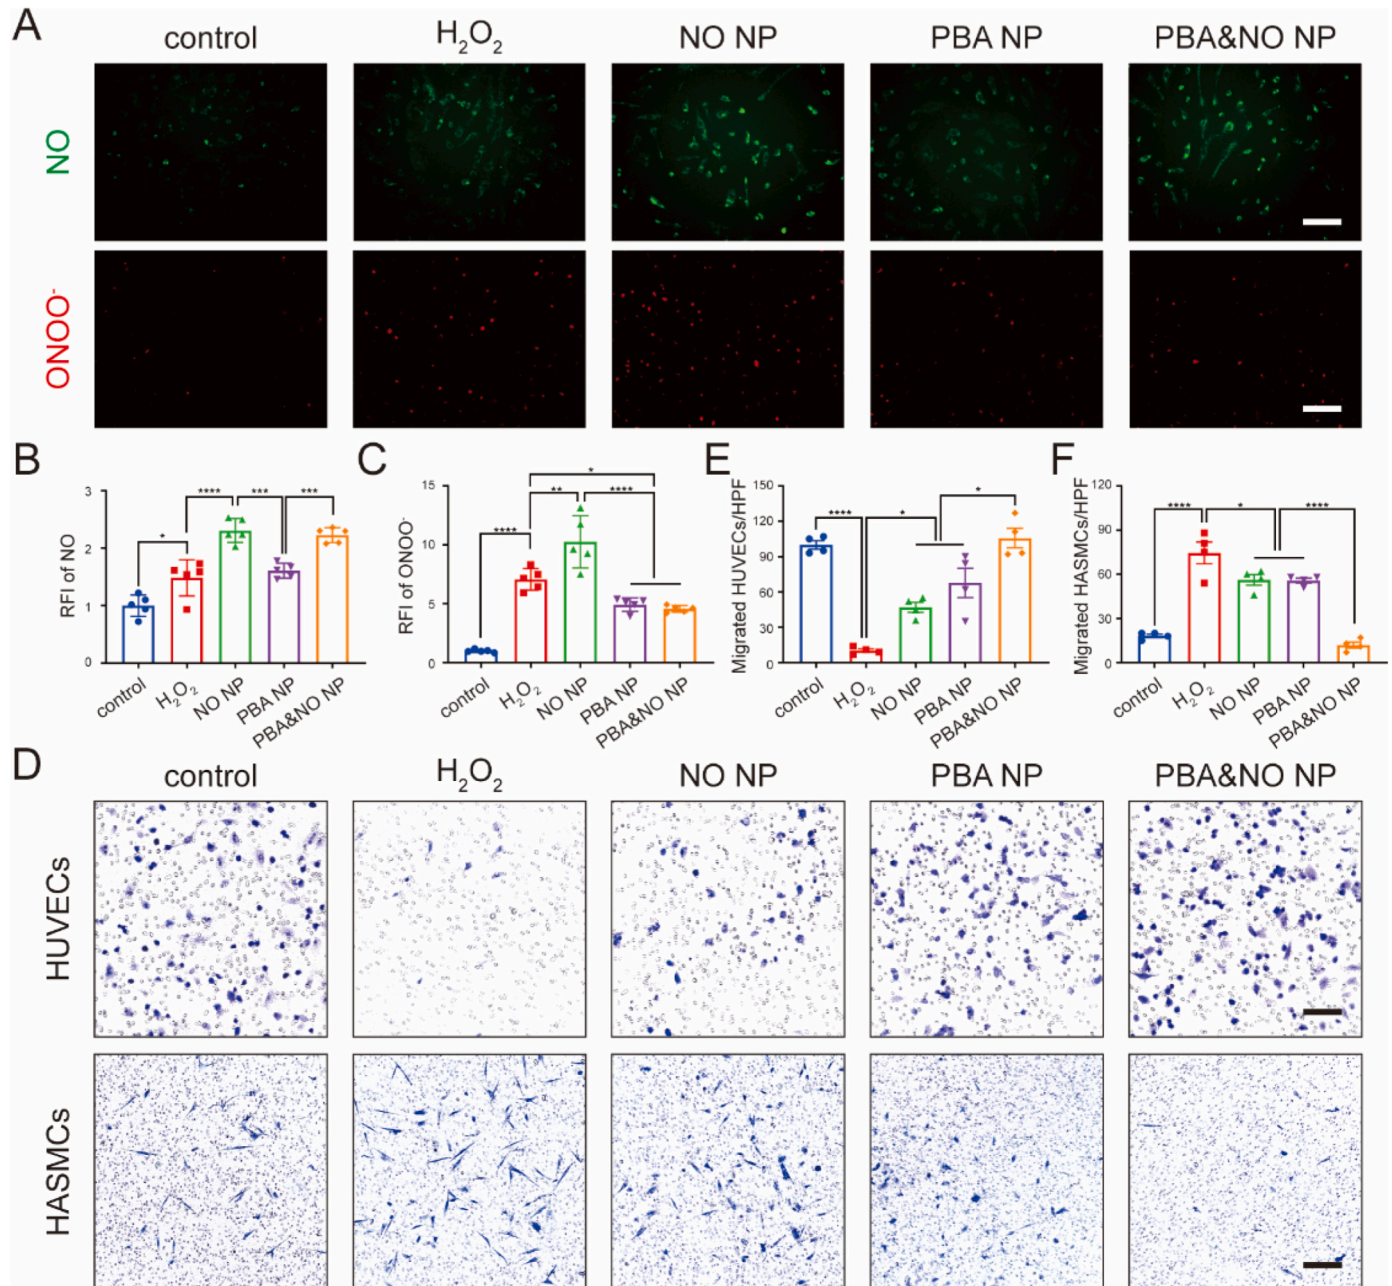 A
control
H₂O₂
NO NP
PBA NP
PBA&NO NP
NO
ONOO⁻
B
RFI of NO
3
2
1
0
*
****
***
***
control
H₂O₂
NO NP
PBA NP
PBA&NO NP
C
RFI of ONOO⁻
15
10
5
0
****
**
*
****
control
H₂O₂
NO NP
PBA NP
PBA&NO NP
E
Migrated HUVECs/HPF
150
120
90
60
30
0
****
*
*
control
H₂O₂
NO NP
PBA NP
PBA&NO NP
F
Migrated HASMCs/HPF
120
90
60
30
0
****
*
****
control
H₂O₂
NO NP
PBA NP
PBA&NO NP
D
control
H₂O₂
NO NP
PBA NP
PBA&NO NP
HUVECs
HASMCs